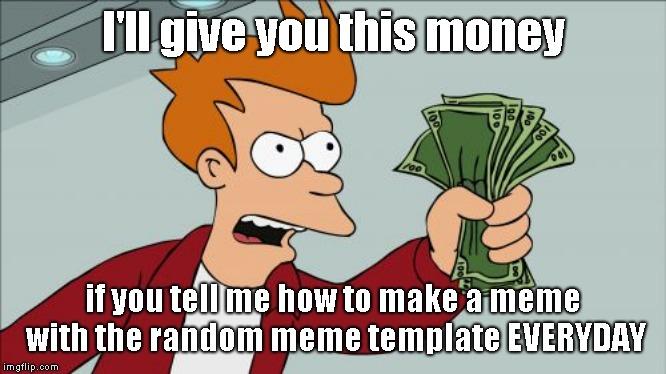 I'll give you this money
if you tell me how to make a meme
with the random meme template EVERYDAY
imgflip.com